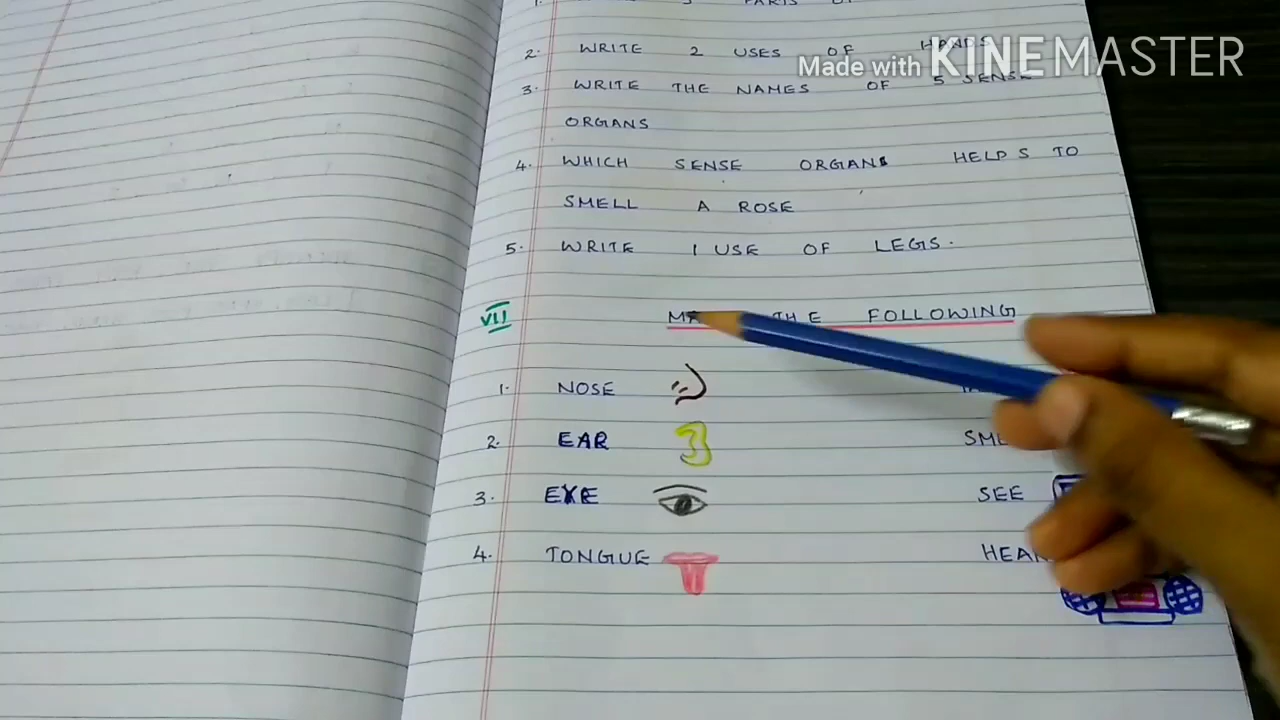 Made with KINEMASTER
2. WRITE 2 USES OF HANDS
3. WRITE THE NAMES OF 5 SENSE
ORGANS
4. WHICH SENSE ORGANS HELPS TO
SMELL A ROSE
5. WRITE 1 USE OF LEGS.
VII THE FOLLOWING
1. NOSE
2. EAR
3. EYE SEE
4. TONGUE